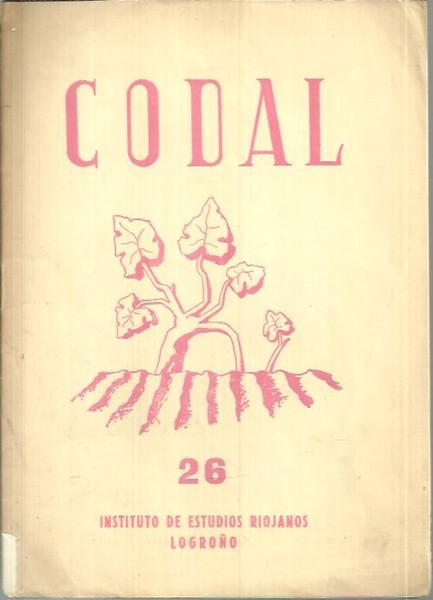 CODAL
26
INSTITUTO DE ESTUDIOS RIOJANOS
LOGROÑO